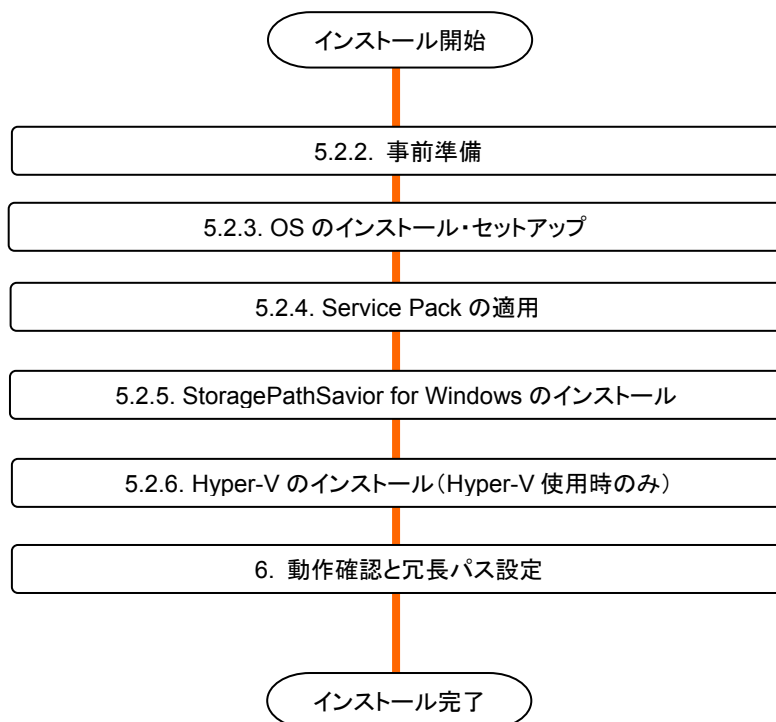 インストール開始
5.2.2. 事前準備
5.2.3. OS のインストール・セットアップ
5.2.4. Service Pack の適用
5.2.5. StoragePathSavior for Windows のインストール
5.2.6. Hyper-V のインストール（Hyper-V 使用時のみ）
6. 動作確認と冗長パス設定
インストール完了